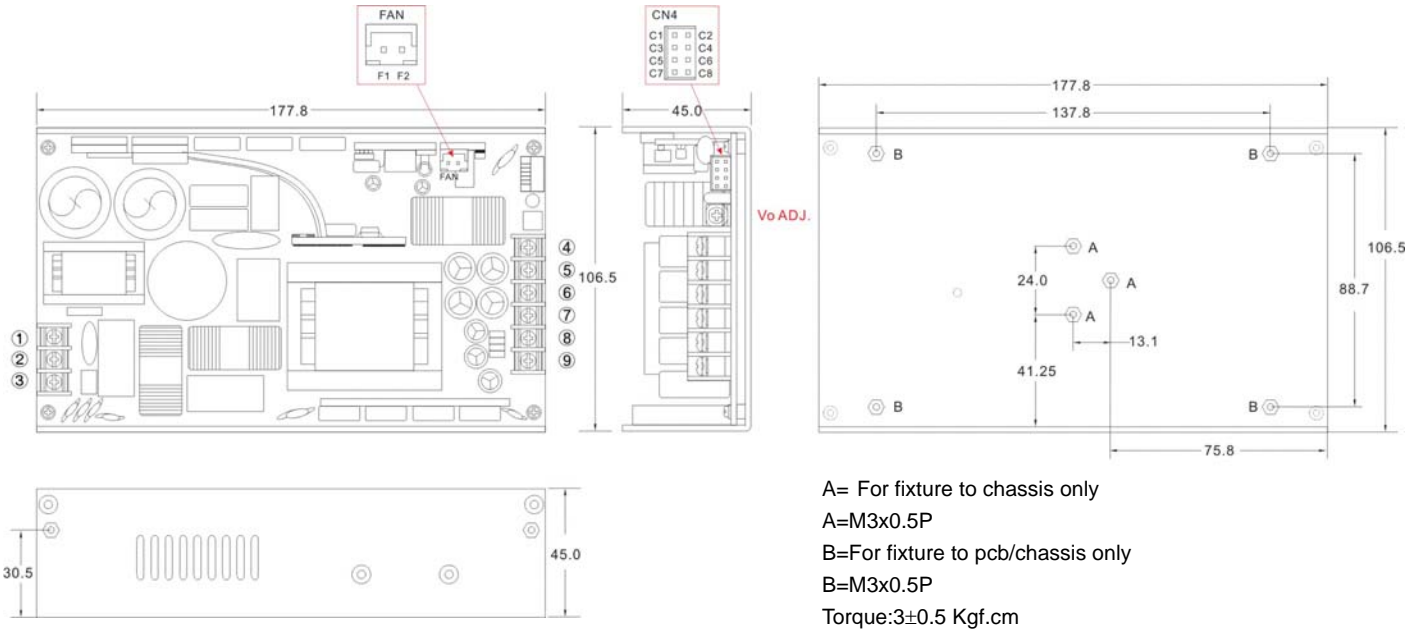 FAN
F1 F2
CN4
C1 C2
C3 C4
C5 C6
C7 C8
177.8
45.0
177.8
137.8
FAN
B B
Vo ADJ.
④
⑤
⑥
⑦
⑧
⑨
106.5
①
②
③
A
A
A
24.0
13.1
41.25
88.7
106.5
B B
75.8
30.5
45.0
A= For fixture to chassis only
A=M3x0.5P
B=For fixture to pcb/chassis only
B=M3x0.5P
Torque:3±0.5 Kgf.cm